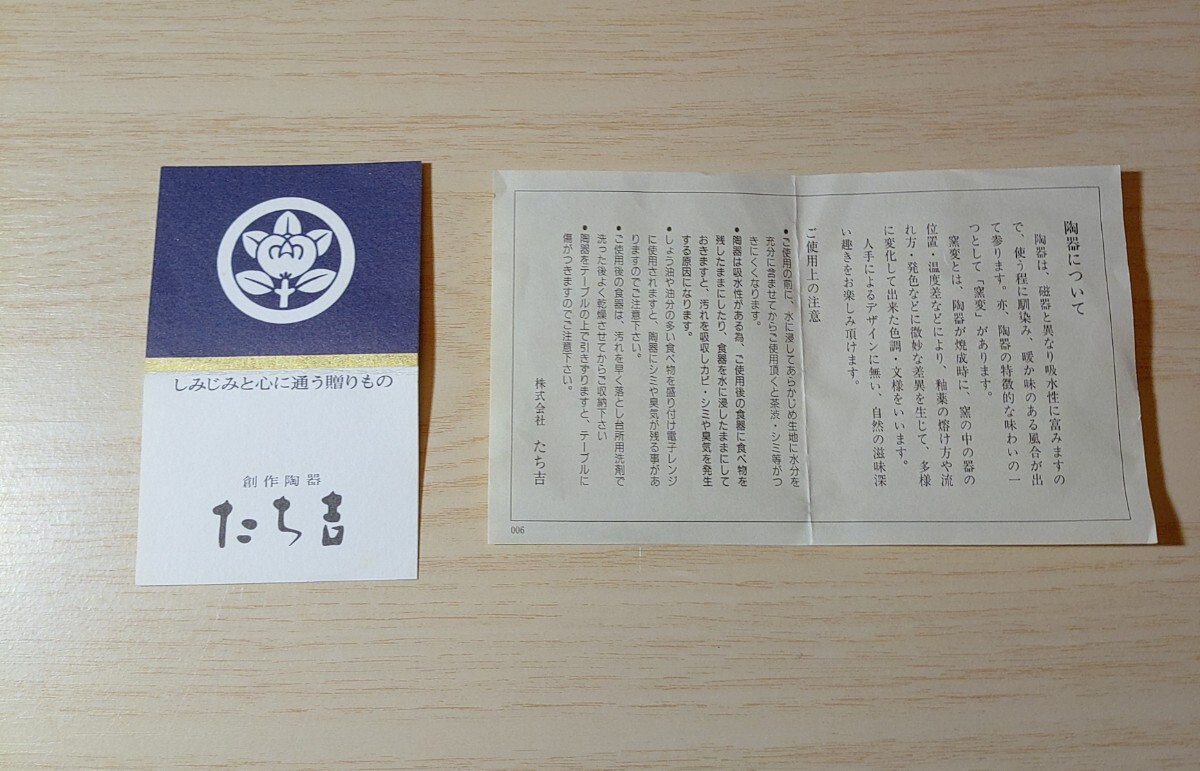 しみじみと心に通う贈りもの
創作陶器
たち吉
陶器について
陶器は、磁器と異なり吸水性に富みますの
で、使う程に馴染み、暖か味のある風合が出
て参ります。亦、陶器の特徴的な味わいの一
つとして「窯変」があります。
窯変とは、陶器が焼成時に、窯の中の器の
位置・温度差などにより、釉薬の熔け方や流
れ方・発色などに微妙な差異を生じて、多様
に変化して出来た色調・文様をいいます。
人手によるデザインに無い、自然の滋味深
い趣きをお楽しみ頂けます。
ご使用上の注意
●ご使用の前に、水に浸してあらかじめ生地に水分を
充分に含ませてからご使用頂くと茶渋・シミ等がつ
きにくくなります。
●陶器は吸水性がある為、ご使用後の食器に食べ物を
残したままにしたり、食器を水に浸したままにして
おきますと、汚れを吸収しカビ・シミや臭気を発生
する原因になります。
●しょう油や油分の多い食べ物を盛り付け電子レンジ
に使用されますと、陶器にシミや臭気が残る事があ
りますのでご注意下さい。
●ご使用後の食器は、汚れを早く落とし台所用洗剤で
洗った後よく乾燥させてからご収納下さい
●陶器をテーブルの上で引きずりますと、テーブルに
傷がつきますのでご注意下さい。
株式会社 たち吉
006